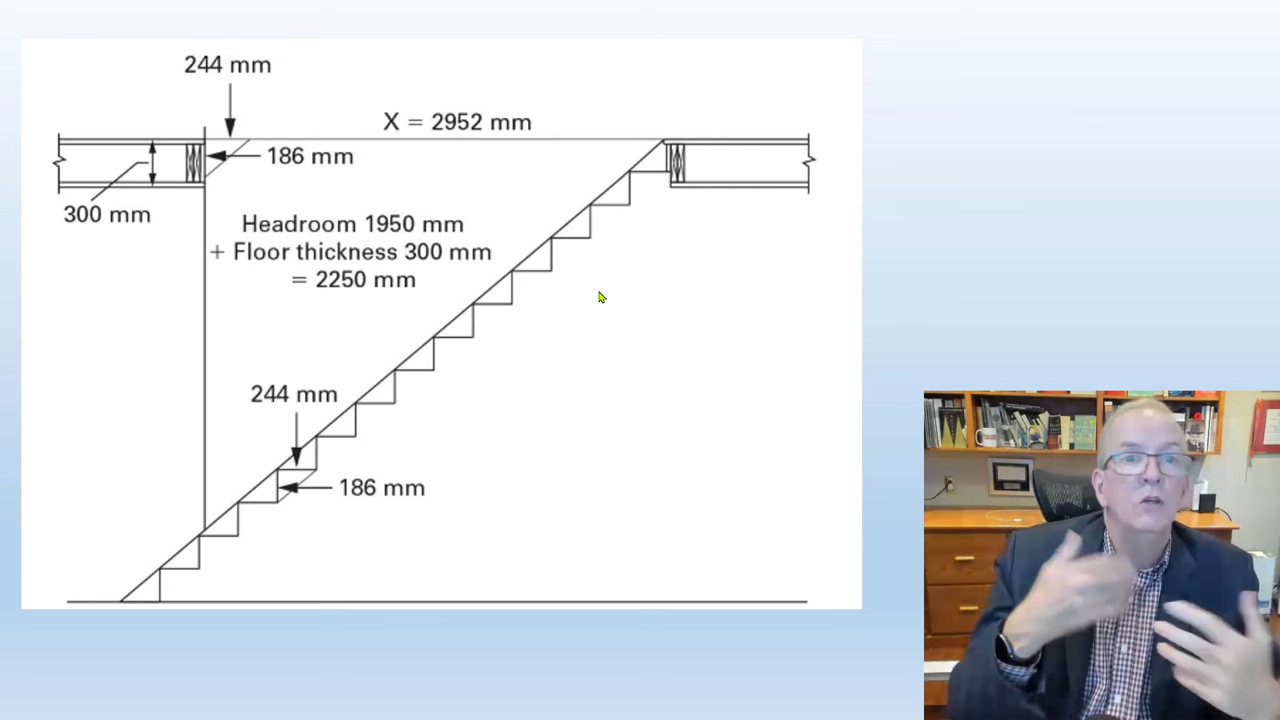 244 mm
X = 2952 mm
186 mm
300 mm
Headroom 1950 mm
+ Floor thickness 300 mm
= 2250 mm
244 mm
186 mm